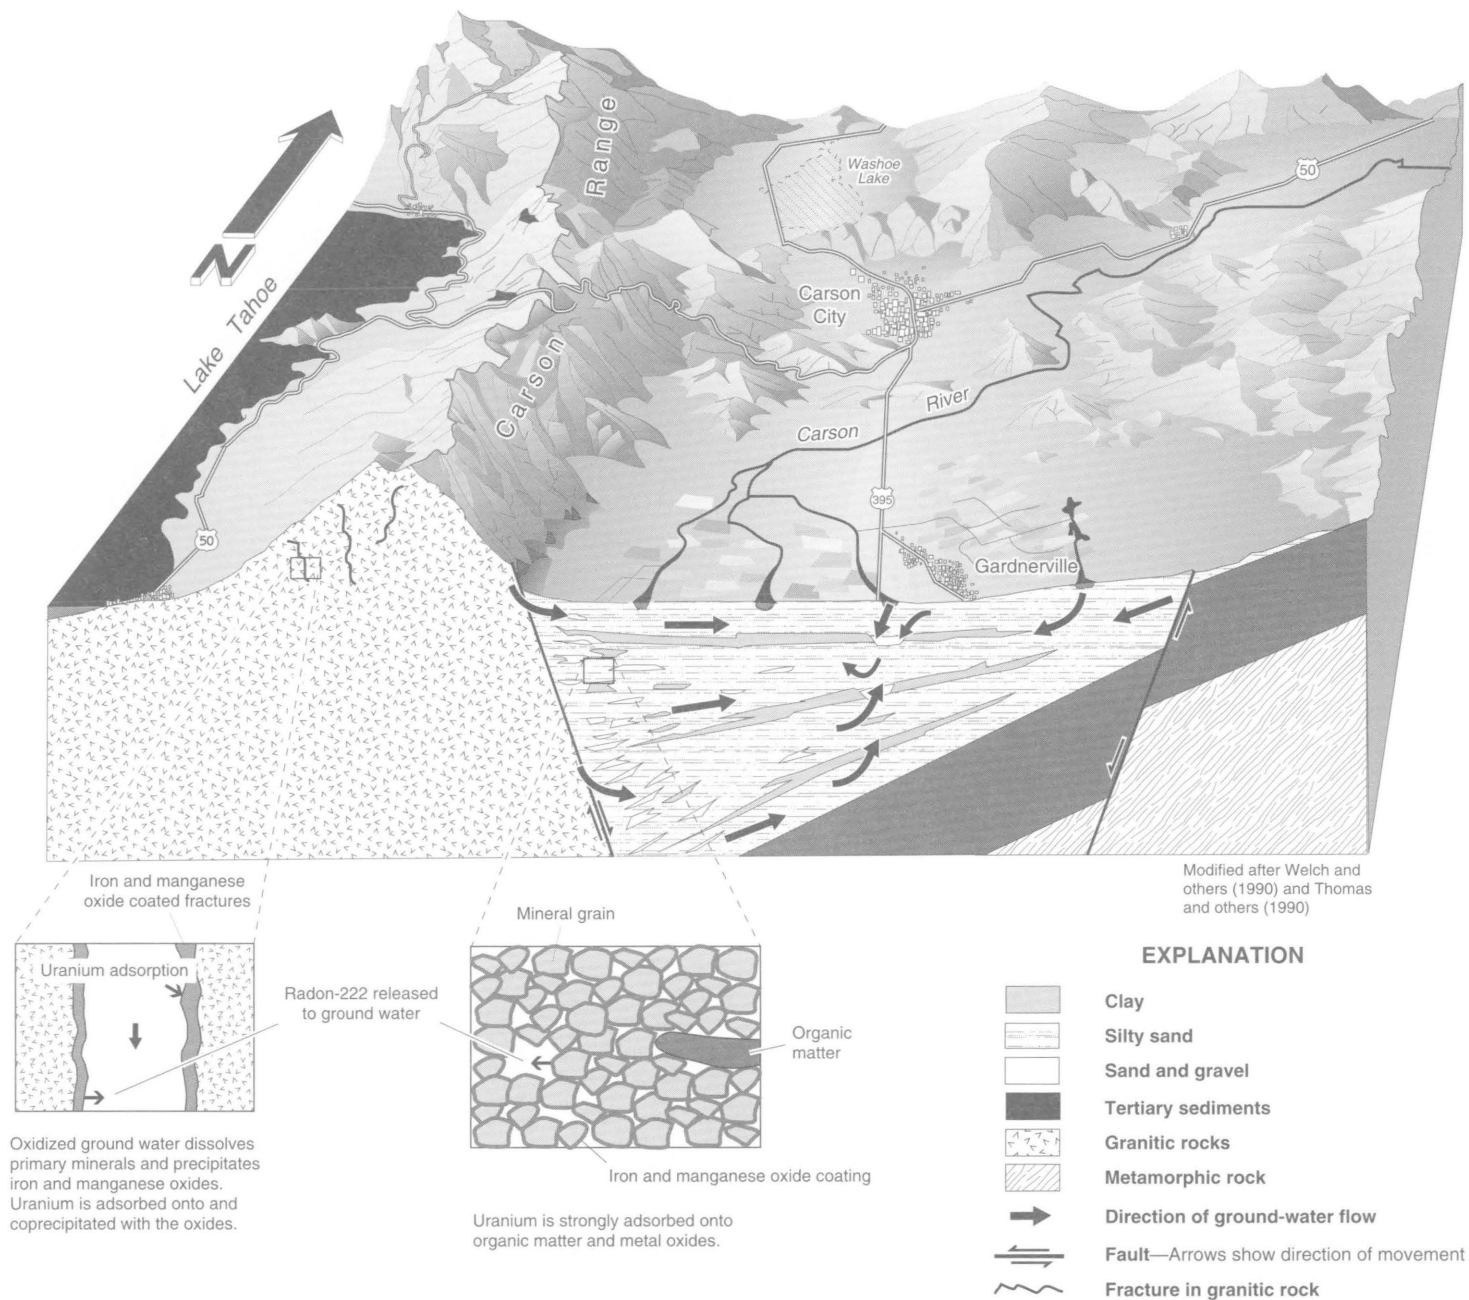 Range
Washoe
Lake
50
N
Lake Tahoe
Carson
City
Carson
River
Carson
395
50
Gardnerville
Modified after Welch and
others (1990) and Thomas
and others (1990)
Iron and manganese
oxide coated fractures
Uranium adsorption
Radon-222 released
to ground water
Mineral grain
Organic
matter
Iron and manganese oxide coating
Oxidized ground water dissolves
primary minerals and precipitates
iron and manganese oxides.
Uranium is adsorbed onto and
coprecipitated with the oxides.
Uranium is strongly adsorbed onto
organic matter and metal oxides.
EXPLANATION
Clay
Silty sand
Sand and gravel
Tertiary sediments
Granitic rocks
Metamorphic rock
Direction of ground-water flow
Fault—Arrows show direction of movement
Fracture in granitic rock